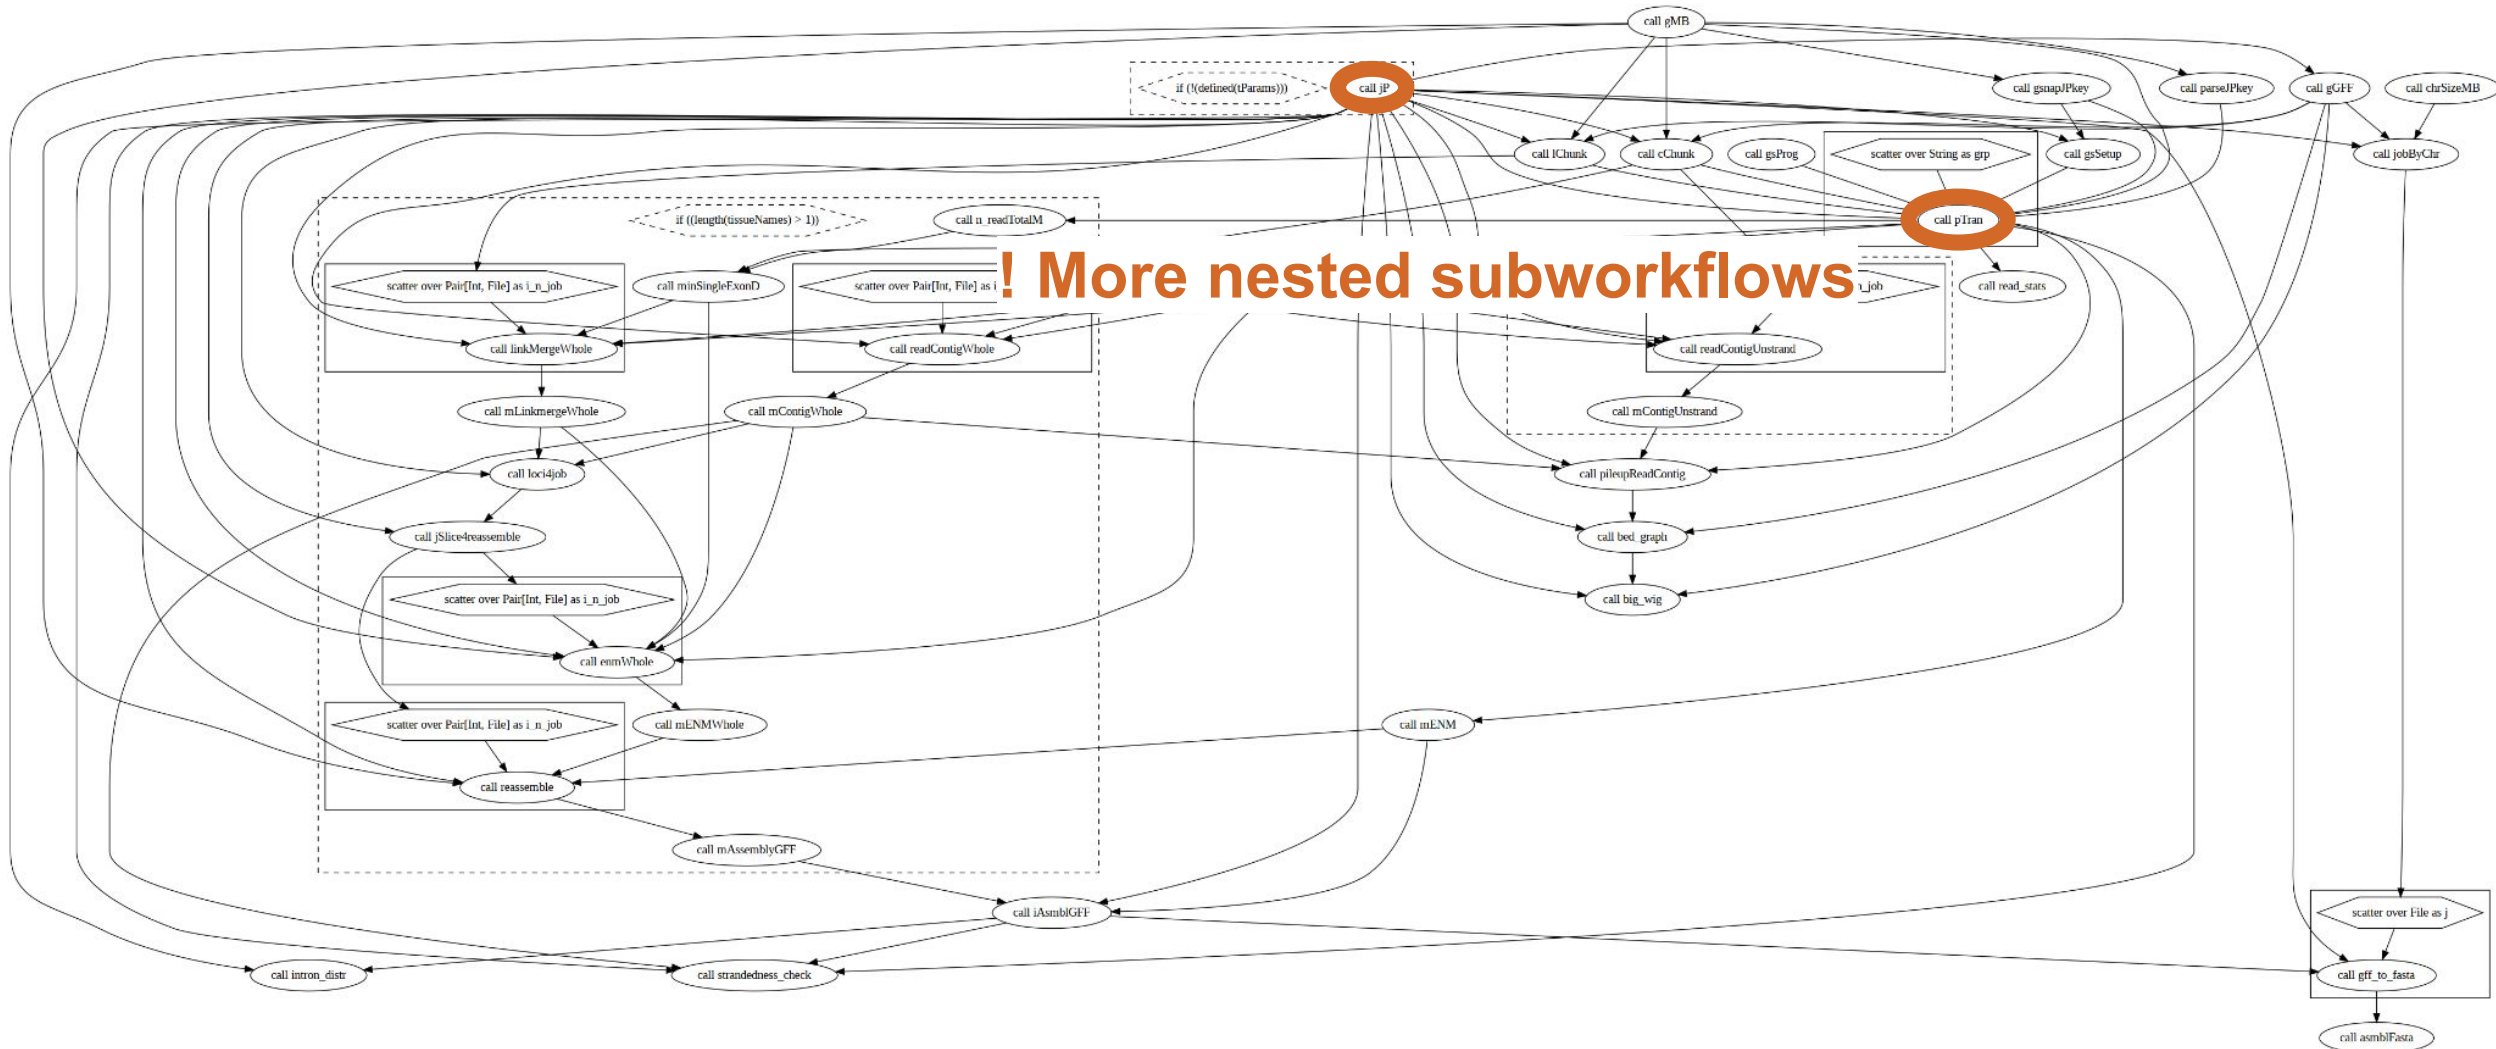 call gMB
if (!(defined(tParams)))
call jP
call gsnapJPkey
call parseJPkey
call gGFF
call chrSizeMB
call lChunk
call cChunk
call gsProg
scatter over String as grp
call gsSetup
call jobByChr
if ((length(tissueNames) > 1))
call n_readTotalM
call pTran
! More nested subworkflows
scatter over Pair[Int, File] as i_n_job
call minSingleExonD
scatter over Pair[Int, File] as i
_job
call read_stats
call linkMergeWhole
call readContigWhole
call readContigUnstrand
call mLinkmergeWhole
call mContigWhole
call mContigUnstrand
call loci4job
call pileupReadContig
call jSlice4reassemble
call bed_graph
scatter over Pair[Int, File] as i_n_job
call big_wig
call enmWhole
scatter over Pair[Int, File] as i_n_job
call mENMWhole
call mENM
call reassemble
call mAssemblyGFF
call iAsmblGFF
scatter over File as j
call intron_distr
call strandedness_check
call gff_to_fasta
call asmblFasta